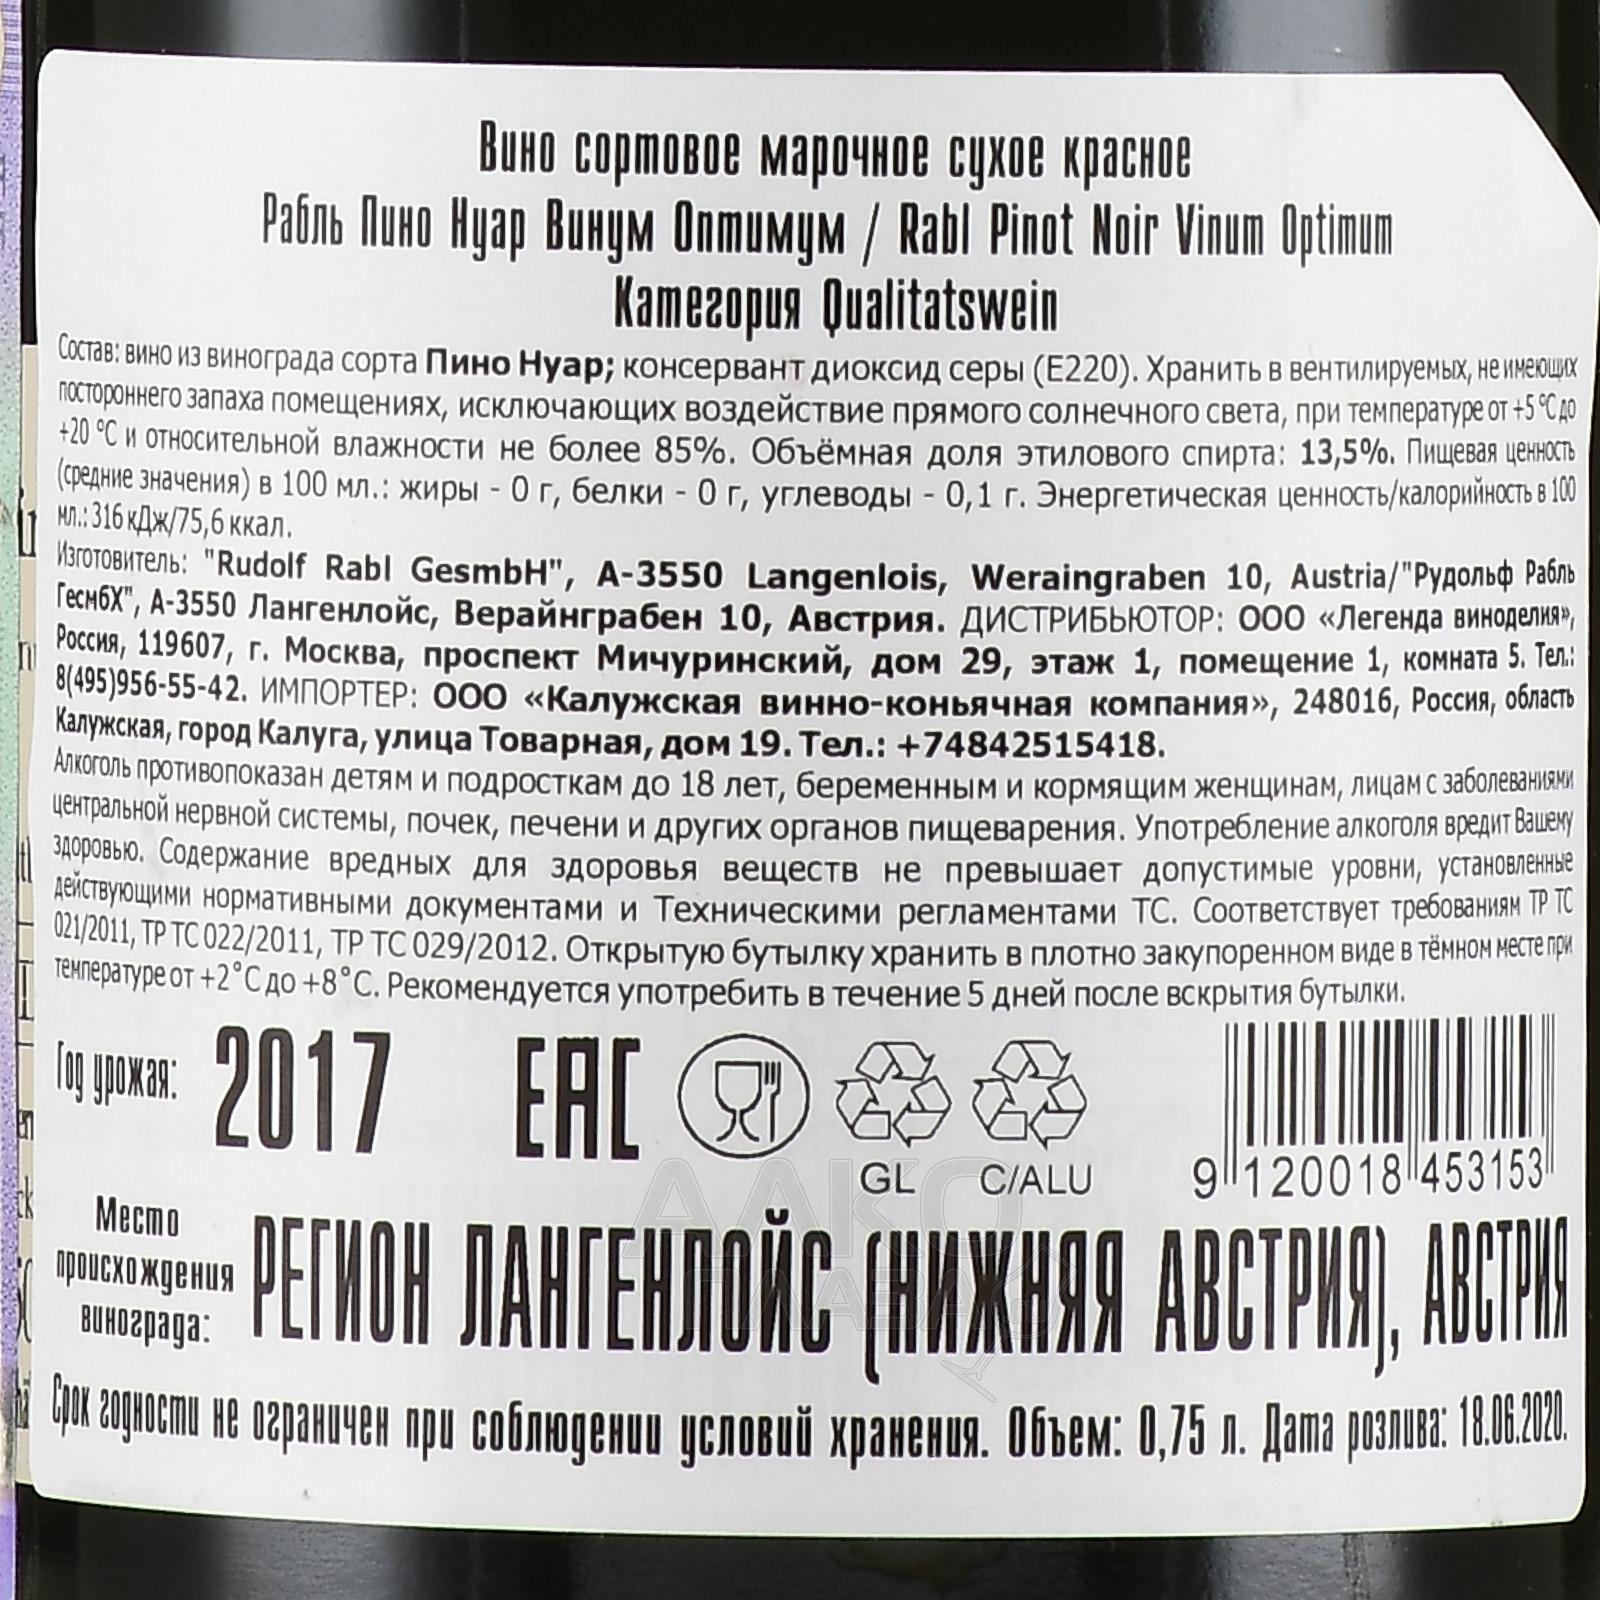 Вино сортовое марочное сухое красное
Рабль Пино Нуар Винум Оптимум / Rabl Pinot Noir Vinum Optimum
Категория Qualitatswein
Состав: вино из винограда сорта Пино Нуар; консервант диоксид серы (E220). Хранить в вентилируемых, не имеющих
постороннего запаха помещениях, исключающих воздействие прямого солнечного света, при температуре от +5 °C до
+20 °C и относительной влажности не более 85%. Объёмная доля этилового спирта: 13,5%. Пищевая ценность
(средние значения) в 100 мл.: жиры - 0 г, белки - 0 г, углеводы - 0,1 г. Энергетическая ценность/калорийность в 100
мл.: 316 кДж/75,6 ккал.
Изготовитель: "Rudolf Rabl GesmbH", A-3550 Langenlois, Weraingraben 10, Austria/"Рудольф Рабль
ГесмбХ", А-3550 Лангенлойс, Верайнграбен 10, Австрия. ДИСТРИБЬЮТОР: ООО «Легенда виноделия»,
Россия, 119607, г. Москва, проспект Мичуринский, дом 29, этаж 1, помещение 1, комната 5. Тел.:
8(495)956-55-42. ИМПОРТЕР: ООО «Калужская винно-коньячная компания», 248016, Россия, область
Калужская, город Калуга, улица Товарная, дом 19. Тел.: +74842515418.
Алкоголь противопоказан детям и подросткам до 18 лет, беременным и кормящим женщинам, лицам с заболеваниями
центральной нервной системы, почек, печени и других органов пищеварения. Употребление алкоголя вредит Вашему
здоровью. Содержание вредных для здоровья веществ не превышает допустимые уровни, установленные
действующими нормативными документами и Техническими регламентами ТС. Соответствует требованиям ТР ТС
021/2011, ТР ТС 022/2011, ТР ТС 029/2012. Открытую бутылку хранить в плотно закупоренном виде в тёмном месте при
температуре от +2°C до +8°C. Рекомендуется употребить в течение 5 дней после вскрытия бутылки.
Год урожая: 2017 EAC
GL C/ALU
9 120018 453153
Место
происхождения
винограда:
РЕГИОН ЛАНГЕНЛОЙС (НИЖНЯЯ АВСТРИЯ), АВСТРИЯ
ААКО
ПЛАЗА.RU
Срок годности не ограничен при соблюдении условий хранения. Объем: 0,75 л. Дата розлива: 18.06.2020.